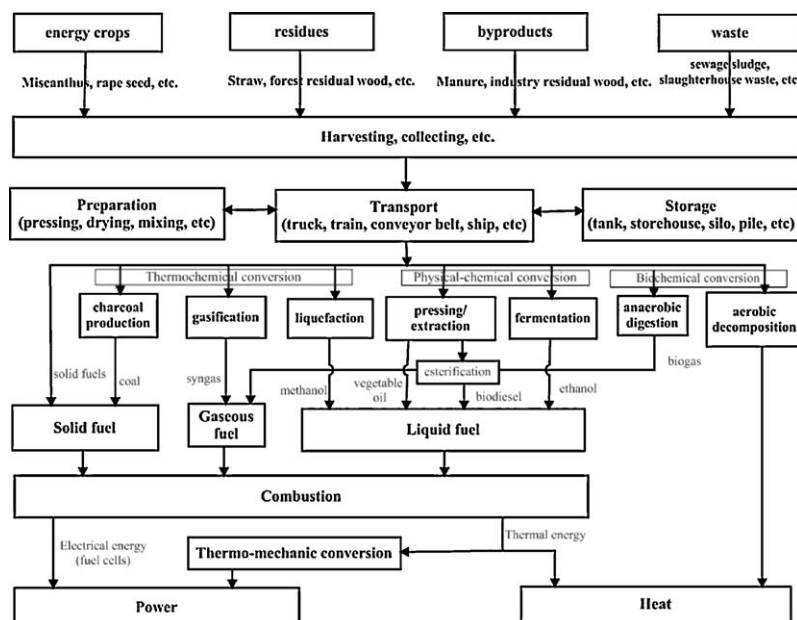 energy crops
residues
byproducts
waste
Miscanthus, rape seed, etc.
Straw, forest residual wood, etc.
Manure, industry residual wood, etc.
sewage sludge,
slaughterhouse waste, etc
Harvesting, collecting, etc.
Preparation
(pressing, drying, mixing, etc)
Transport
(truck, train, conveyor belt, ship, etc)
Storage
(tank, storehouse, silo, pile, etc)
Thermochemical conversion
Physical-chemical conversion
Biochemical conversion
charcoal
production
gasification
liquefaction
pressing/
extraction
fermentation
anaerobic
digestion
aerobic
decomposition
solid fuels
coal
syngas
methanol
vegetable
oil
esterification
biodiesel
ethanol
biogas
Solid fuel
Gaseous
fuel
Liquid fuel
Combustion
Electrical energy
(fuel cells)
Thermo-mechanic conversion
Thermal energy
Power
Heat